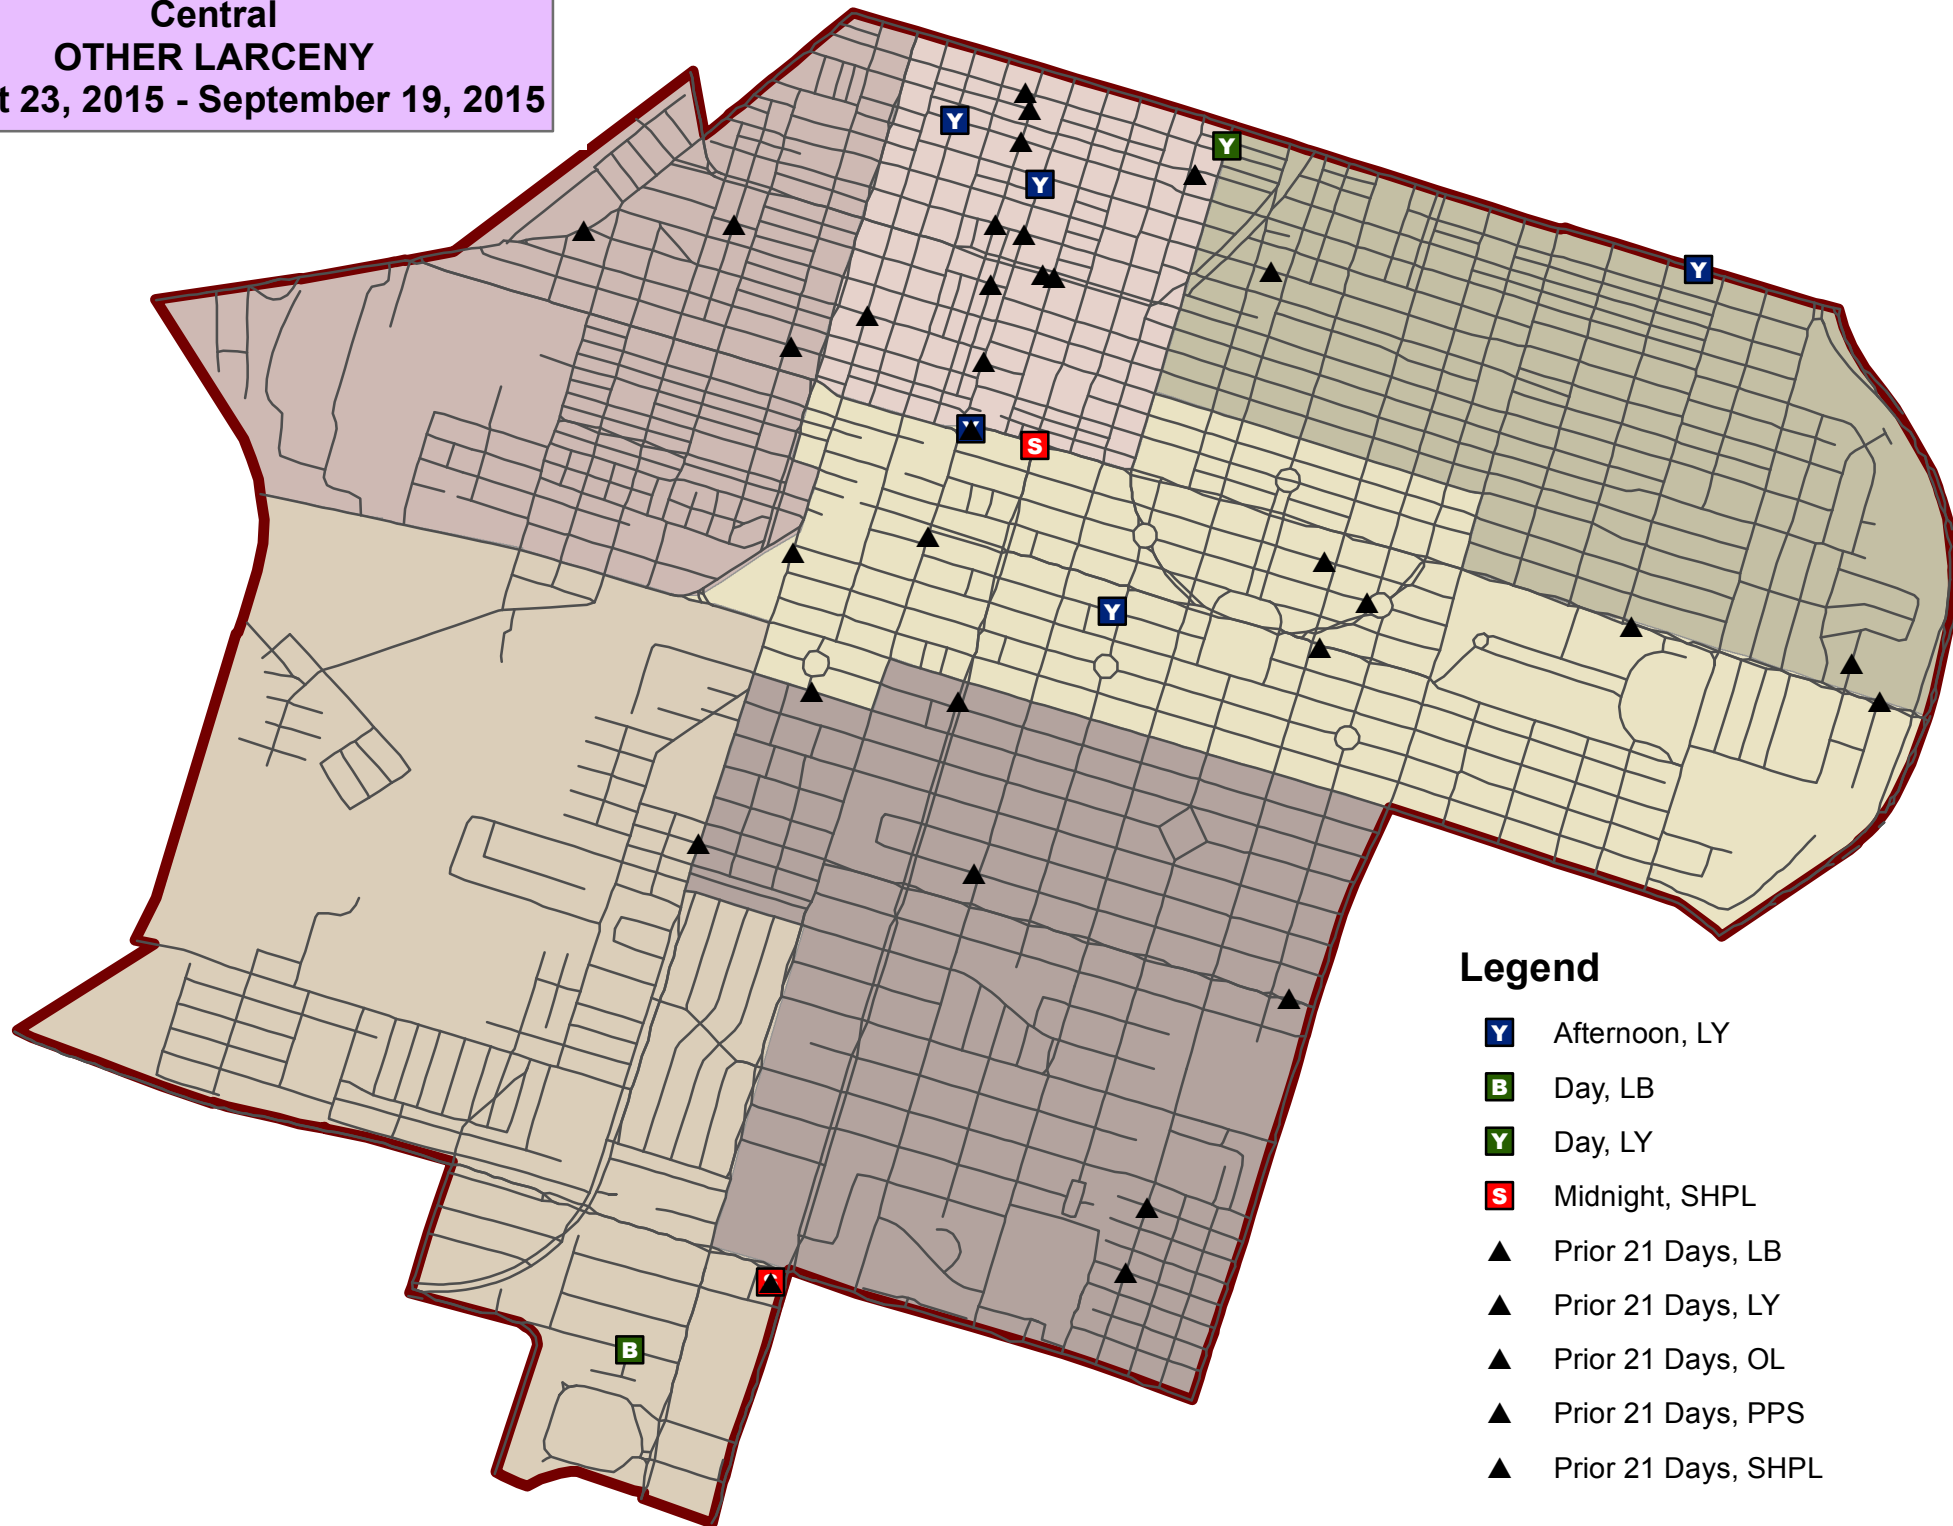 Central
OTHER LARCENY
t 23, 2015 - September 19, 2015
Y
Y
Y
Y
S
Y
B
Legend
Y Afternoon, LY
B Day, LB
Y Day, LY
S Midnight, SHPL
Prior 21 Days, LB
Prior 21 Days, LY
Prior 21 Days, OL
Prior 21 Days, PPS
Prior 21 Days, SHPL